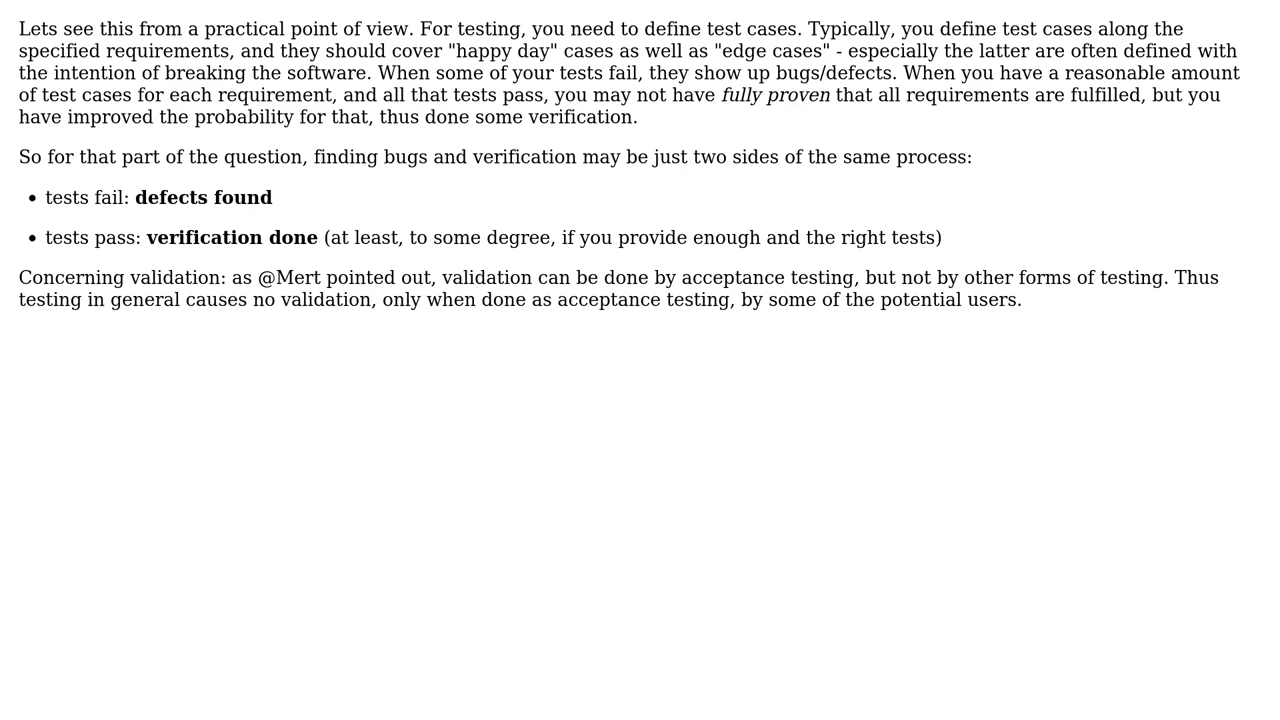 Lets see this from a practical point of view. For testing, you need to define test cases. Typically, you define test cases along the
specified requirements, and they should cover "happy day" cases as well as "edge cases" - especially the latter are often defined with
the intention of breaking the software. When some of your tests fail, they show up bugs/defects. When you have a reasonable amount
of test cases for each requirement, and all that tests pass, you may not have fully proven that all requirements are fulfilled, but you
have improved the probability for that, thus done some verification.
So for that part of the question, finding bugs and verification may be just two sides of the same process:
• tests fail: defects found
• tests pass: verification done (at least, to some degree, if you provide enough and the right tests)
Concerning validation: as @Mert pointed out, validation can be done by acceptance testing, but not by other forms of testing. Thus
testing in general causes no validation, only when done as acceptance testing, by some of the potential users.